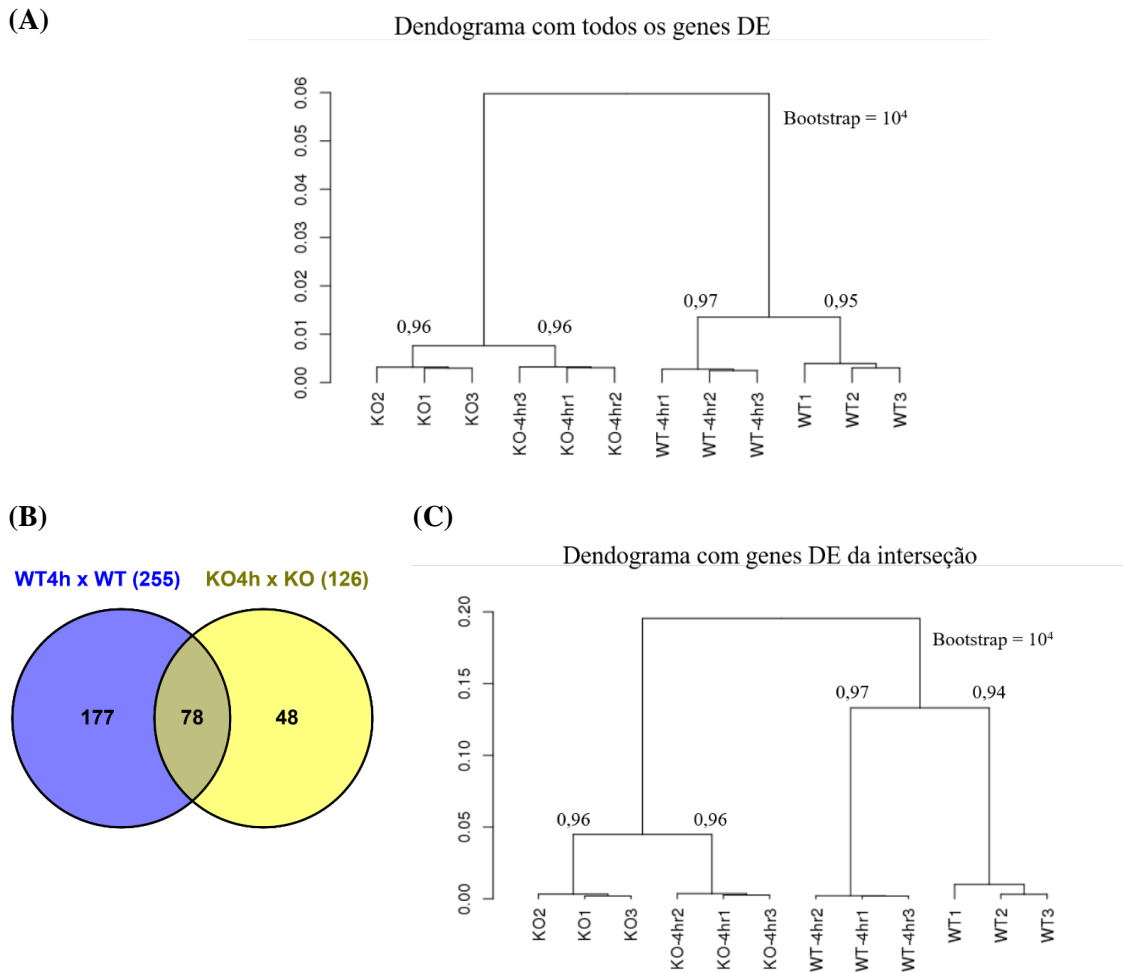 (A)
Dendograma com todos os genes DE
Bootstrap = 10⁴
0.06
0.05
0.04
0.03
0.02
0.01
0.00
0,96
0,96
0,97
0,95
KO2
KO1
KO3
KO-4hr3
KO-4hr1
KO-4hr2
WT-4hr1
WT-4hr2
WT-4hr3
WT1
WT2
WT3
(B)
WT4h x WT (255) KO4h x KO (126)
177 78 48
(C)
Dendograma com genes DE da interseção
Bootstrap = 10⁴
0.20
0.15
0.10
0.05
0.00
0,96
0,96
0,97
0,94
KO2
KO1
KO3
KO-4hr2
KO-4hr1
KO-4hr3
WT-4hr2
WT-4hr1
WT-4hr3
WT1
WT2
WT3